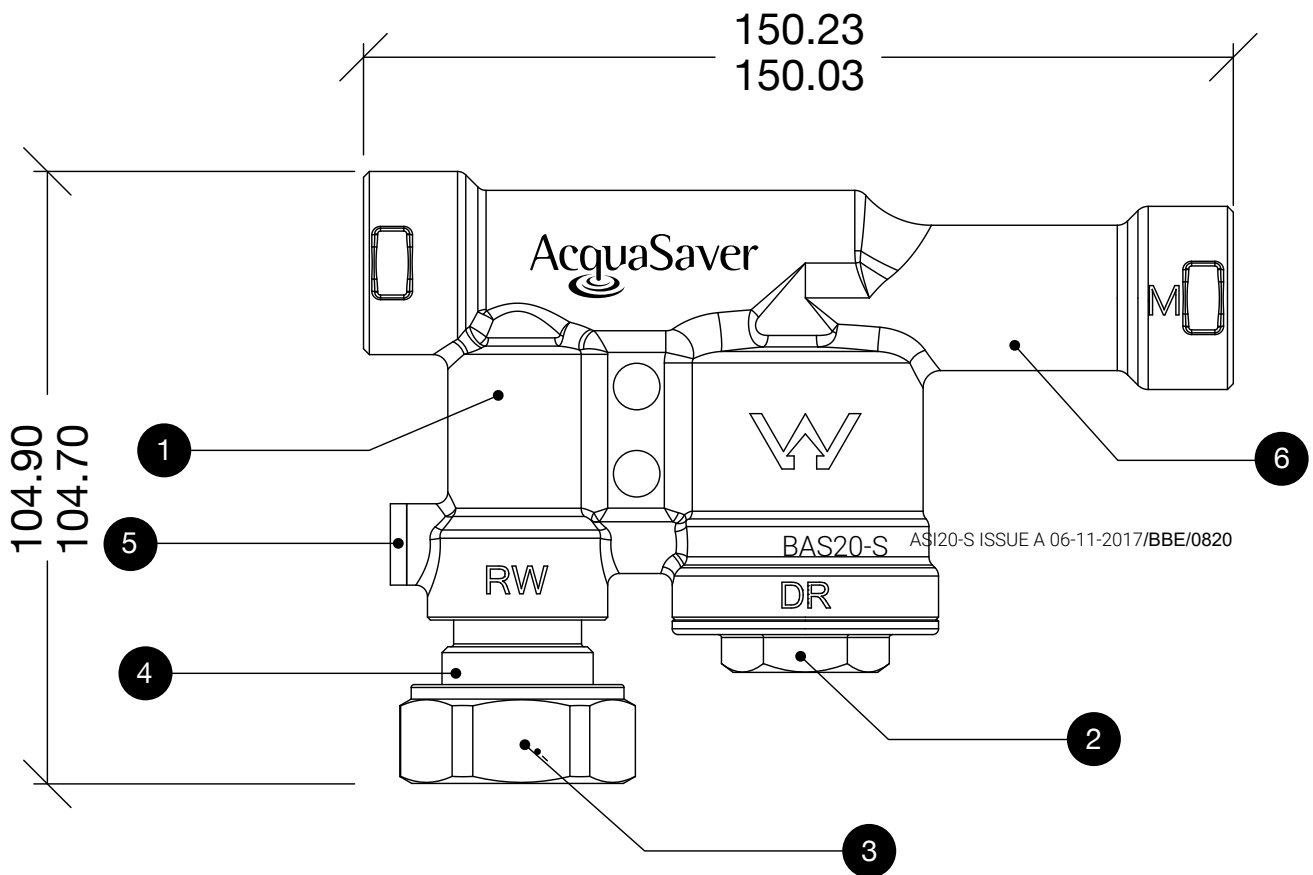 150.23
150.03
104.90
104.70
AcquaSaver
M
1
6
5
BAS20-S
ASI20-S ISSUE A 06-11-2017/BBE/0820
RW
DR
4
2
3